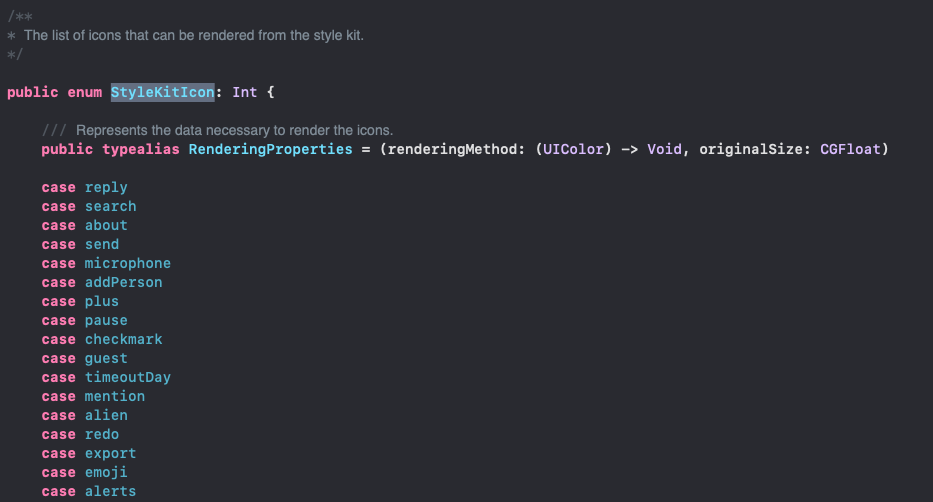 /**
* The list of icons that can be rendered from the style kit.
*/
public enum StyleKitIcon: Int {
/// Represents the data necessary to render the icons.
public typealias RenderingProperties = (renderingMethod: (UIColor) -> Void, originalSize: CGFloat)
case reply
case search
case about
case send
case microphone
case addPerson
case plus
case pause
case checkmark
case guest
case timeoutDay
case mention
case alien
case redo
case export
case emoji
case alerts